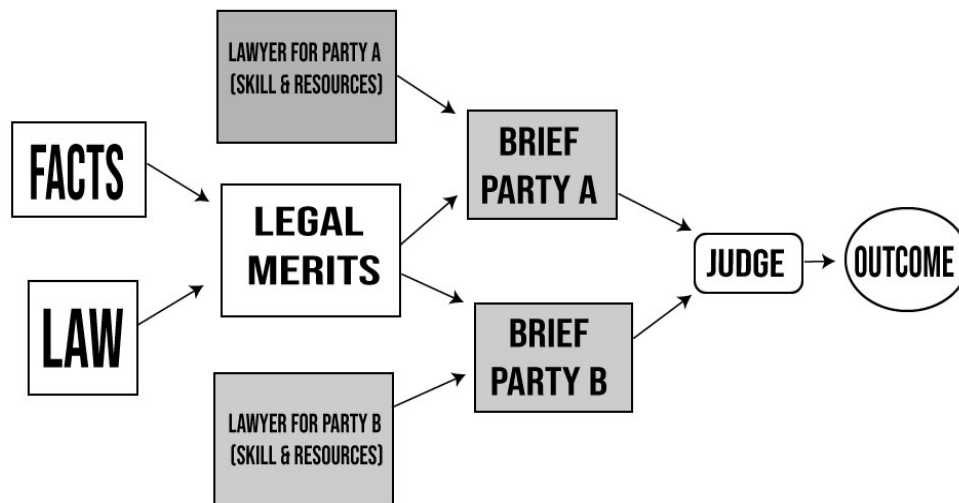 FACTS
LAW
LAWYER FOR PARTY A
(SKILL & RESOURCES)
LEGAL
MERITS
LAWYER FOR PARTY B
(SKILL & RESOURCES)
BRIEF
PARTY A
BRIEF
PARTY B
JUDGE
OUTCOME